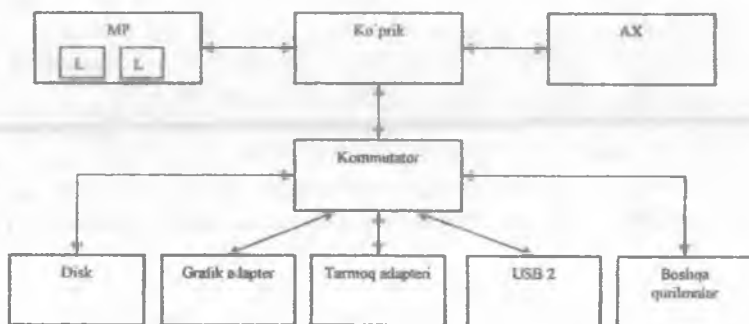 MP
Ko`prik
AX
L
L
Kommutator
Disk
Grafik adapter
Tarmoq adapteri
USB 2
Boshqa
qurilmalar